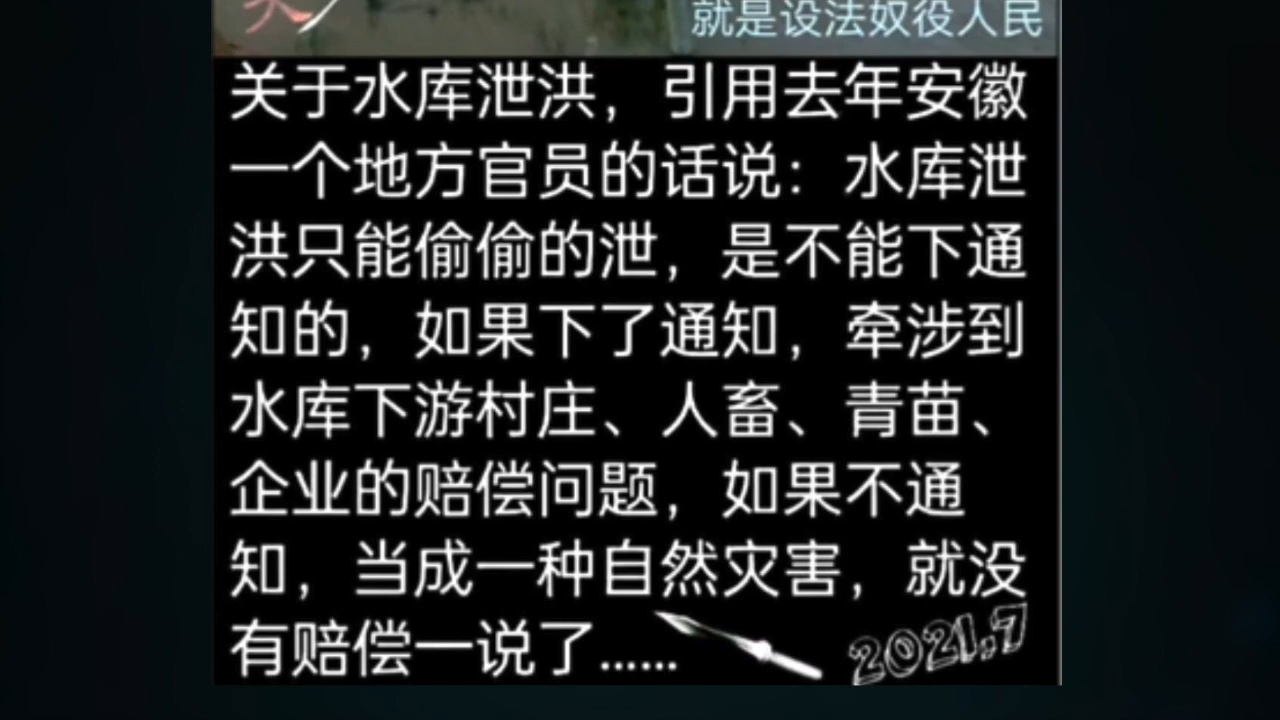 就是设法奴役人民
关于水库泄洪，引用去年安徽
一个地方官员的话说：水库泄
洪只能偷偷的泄，是不能下通
知的，如果下了通知，牵涉到
水库下游村庄、人畜、青苗、
企业的赔偿问题，如果不通
知，当成一种自然灾害，就没
有赔偿一说了……
2021,7